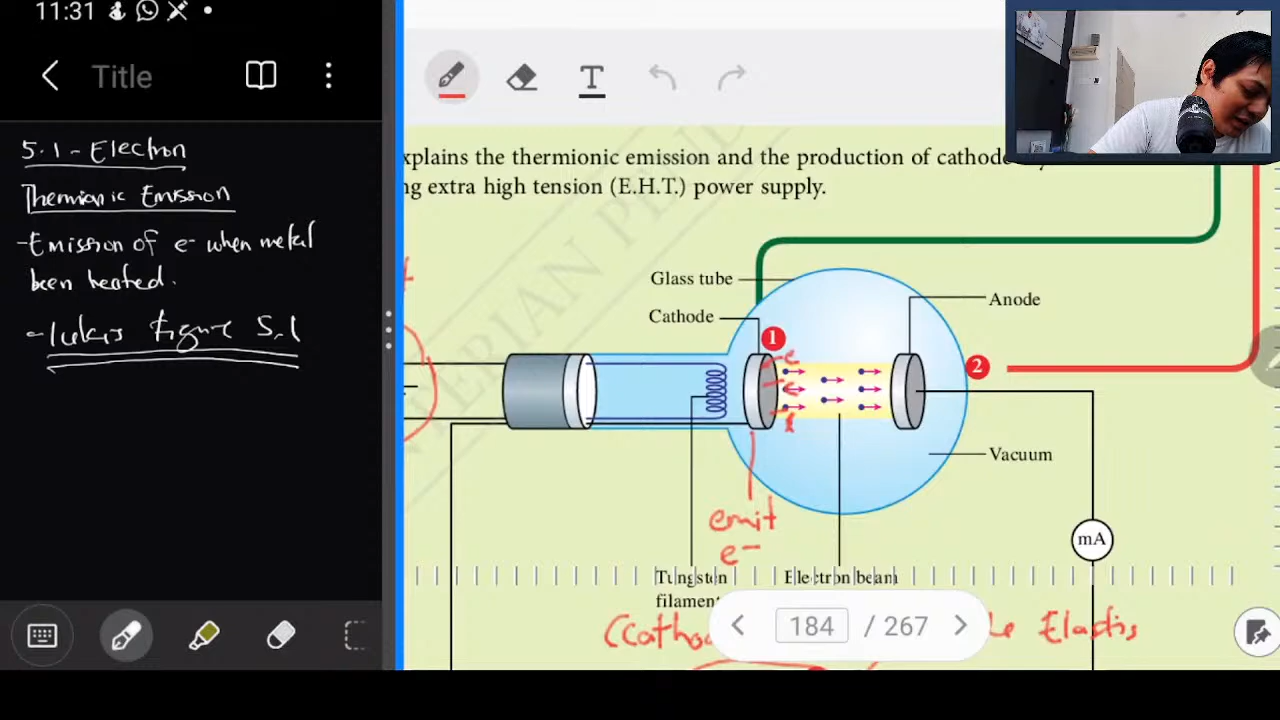 11:31
Title
5.1 - Electron
Thermionic Emission
- Emission of e- when metal
been heated.
- Lukis figure 5.1
xplains the thermionic emission and the production of cathode
ng extra high tension (E.H.T.) power supply.
Glass tube
Cathode
Anode
1
2
e
e
Vacuum
emit
e-
mA
Tungsten
filament
Electron beam
184 / 267
(Catho